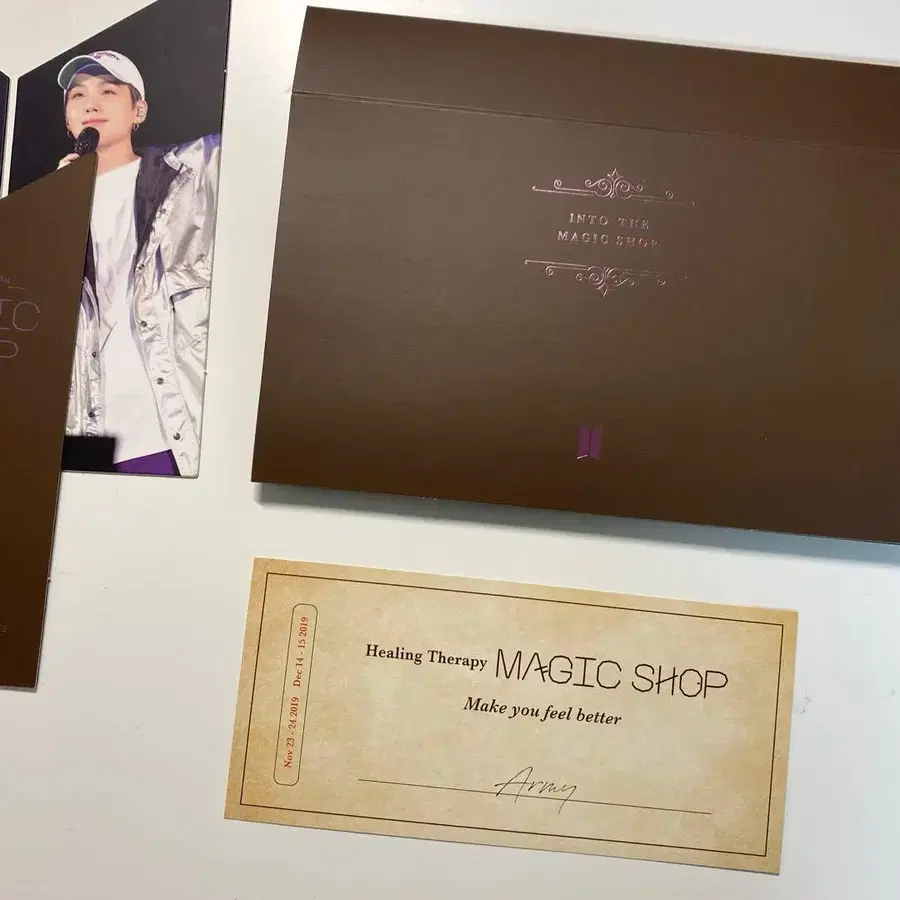 INTO THE
MAGIC SHOP
IC
P
Healing Therapy MAGIC SHOP
Make you feel better
Nov 23 - 24 2019 Dec 14 - 15 2019
Army